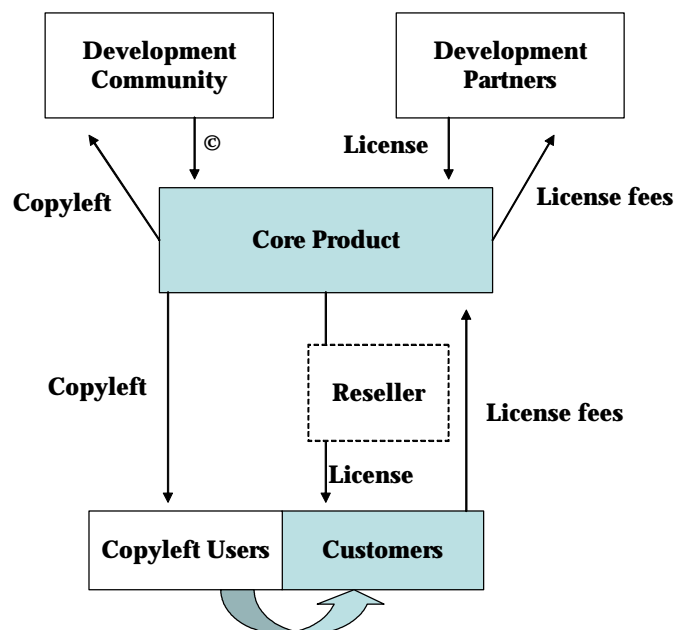 Development
Community
Development
Partners
©
License
Copyleft
License fees
Core Product
Copyleft
Reseller
License fees
License
Copyleft Users
Customers